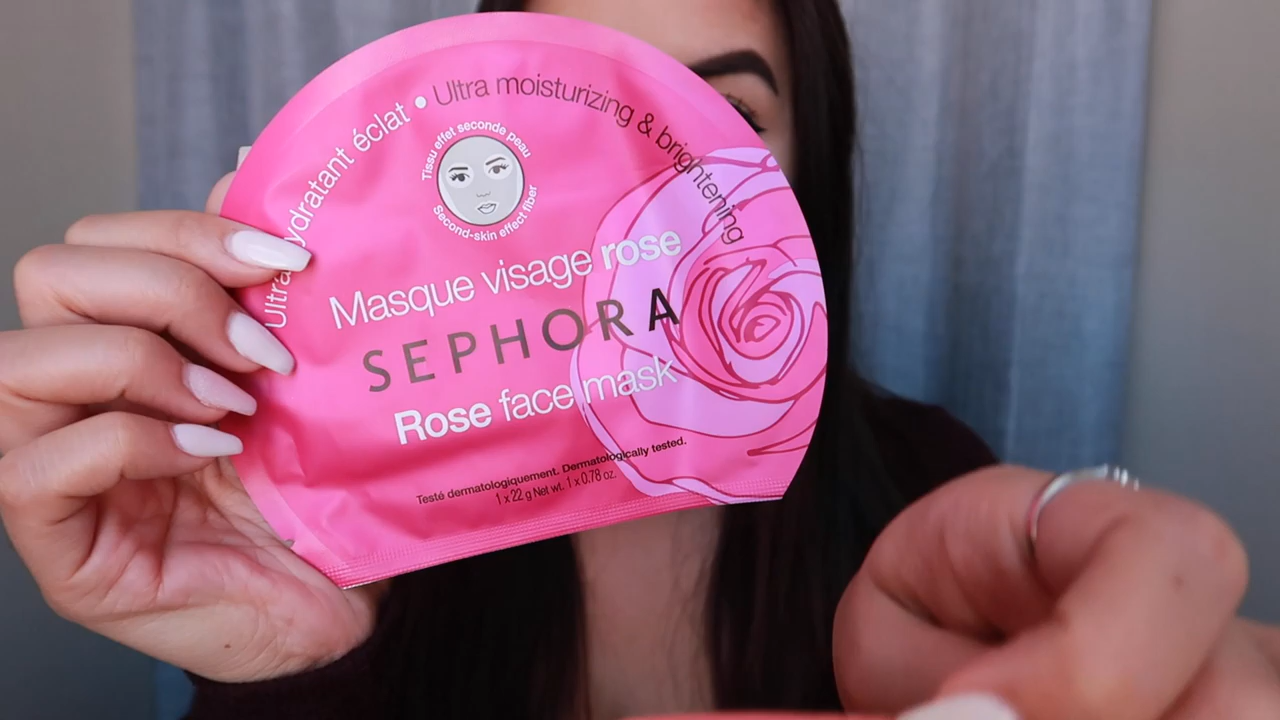 Ultra hydratant éclat • Ultra moisturizing & brightening
Tissu effet seconde peau
Second-skin effect fiber
Masque visage rose
SEPHORA
Rose face mask
Testé dermatologiquement. Dermatologically tested.
1 x 22 g Net wt. 1 x 0.78 oz.